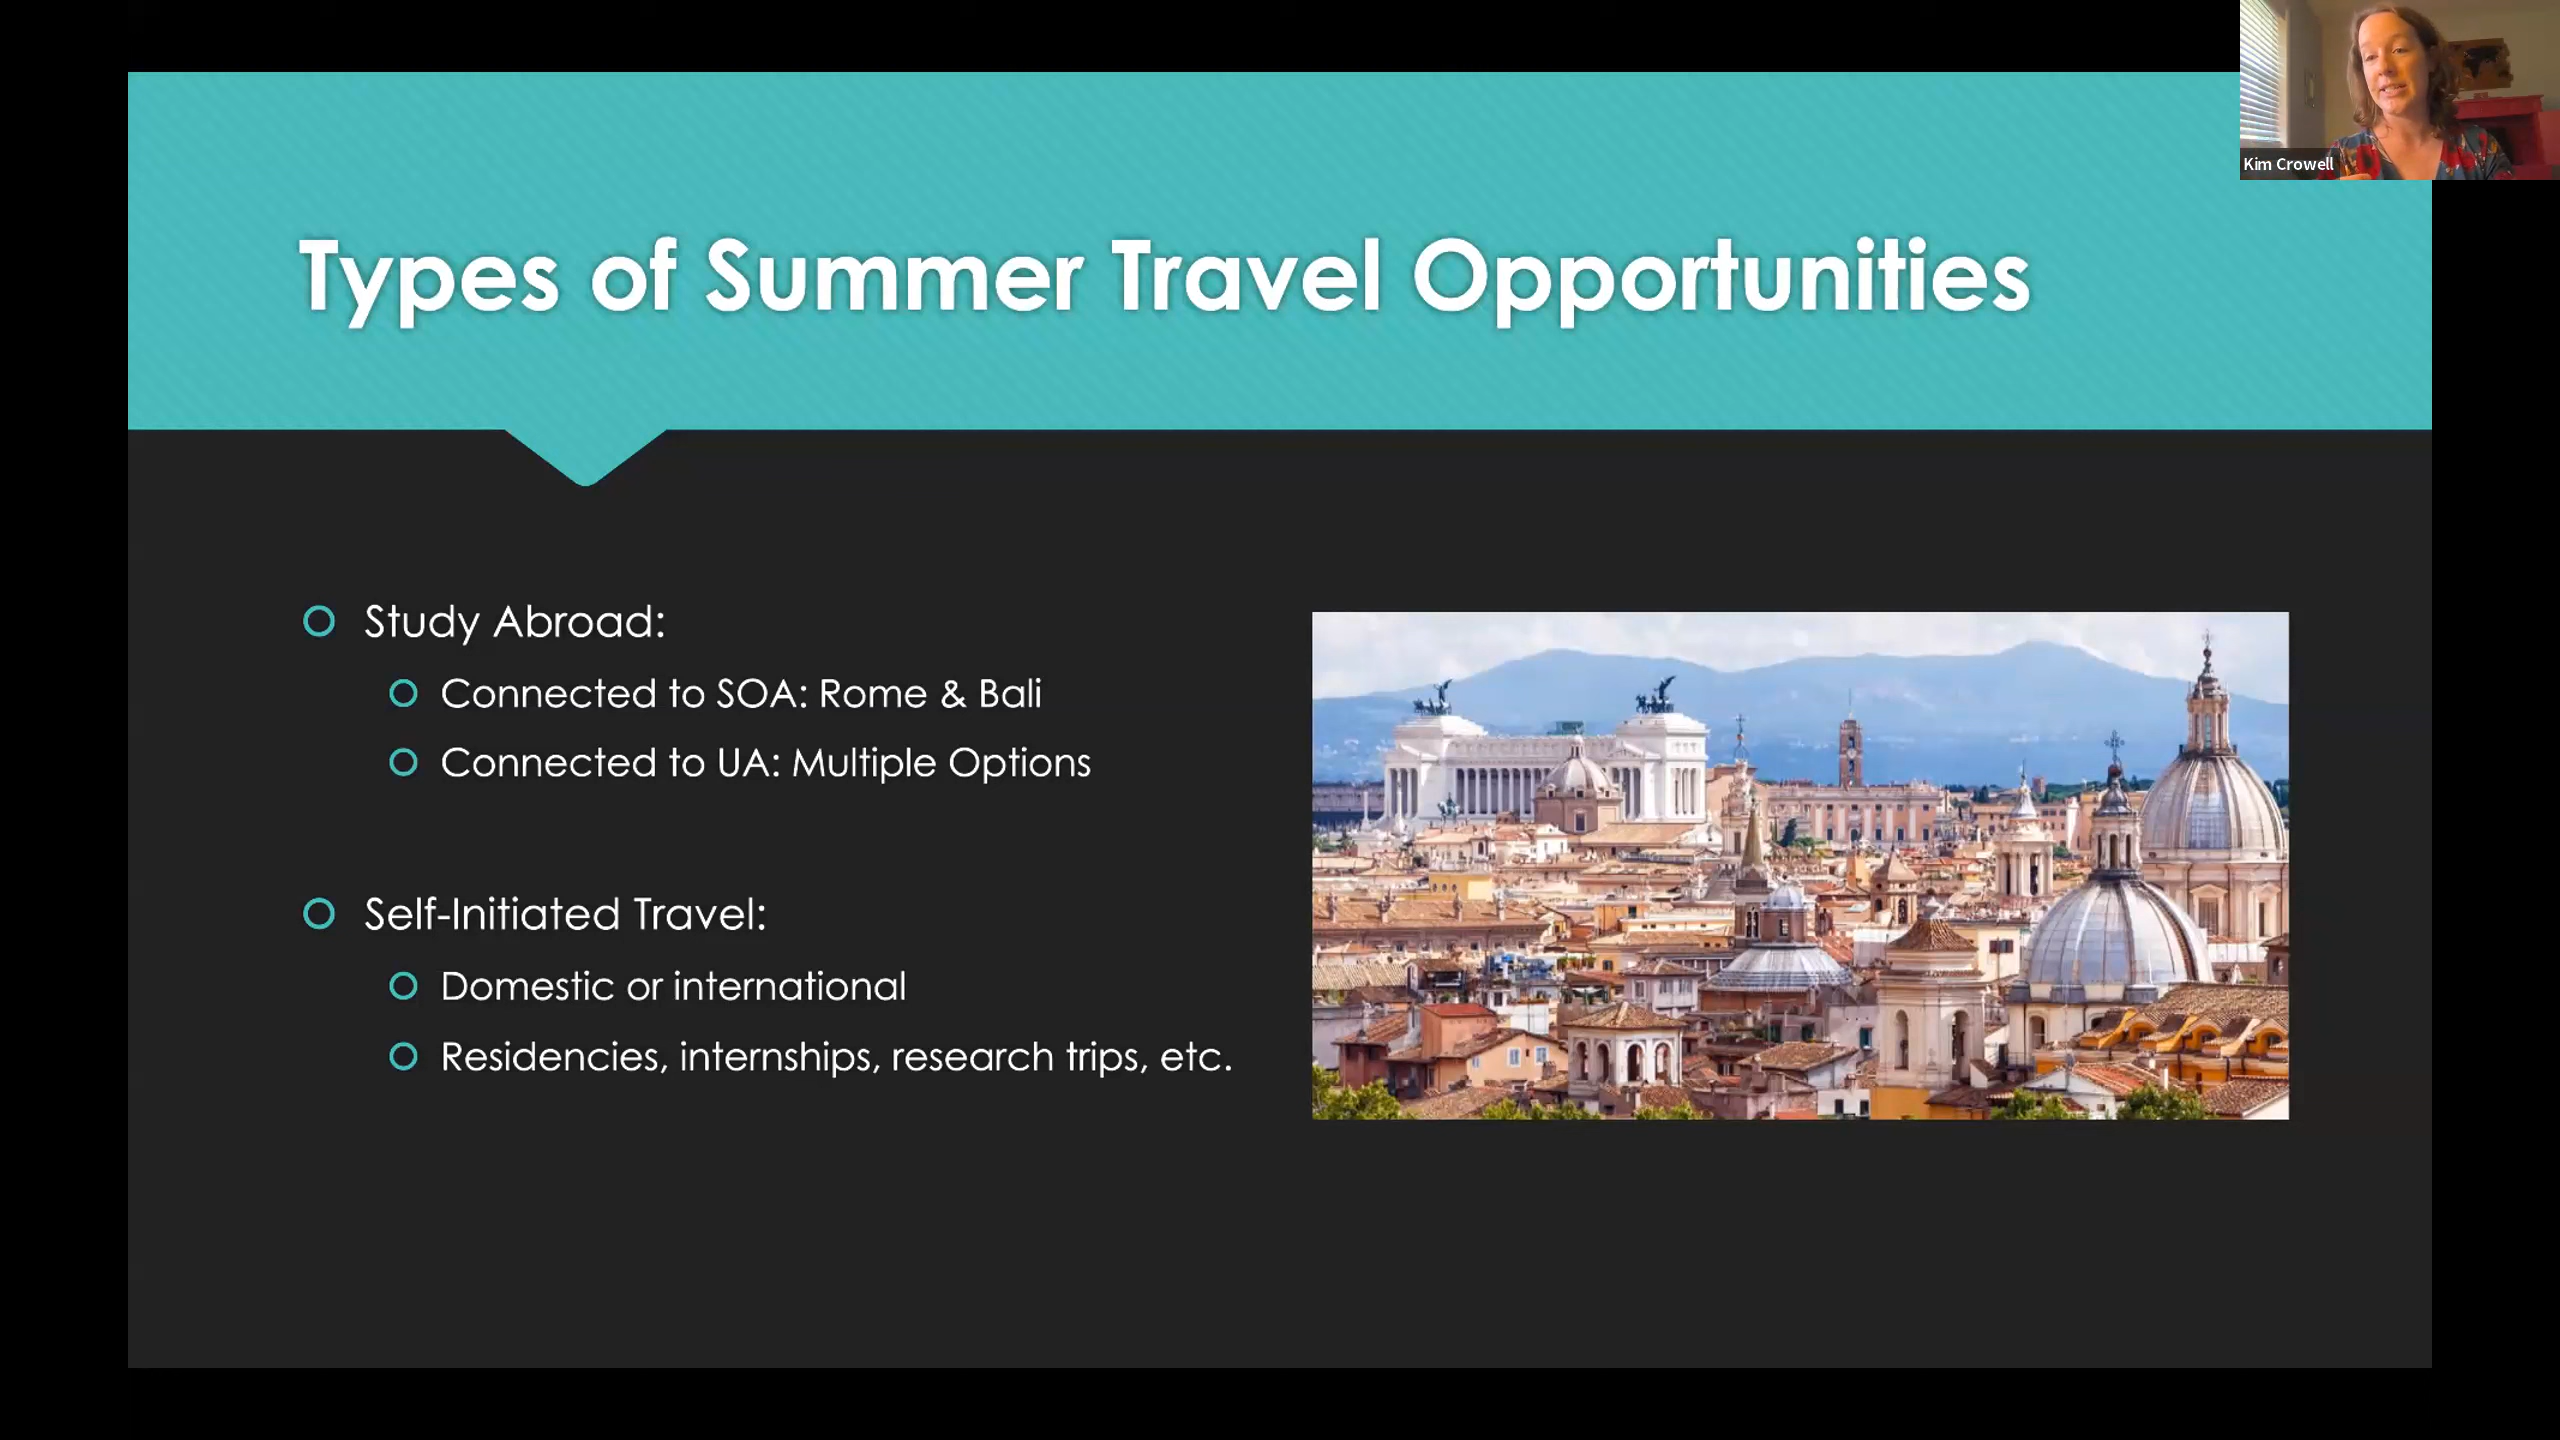 Kim Crowell
Types of Summer Travel Opportunities
Study Abroad:
Connected to SOA: Rome & Bali
Connected to UA: Multiple Options
Self-Initiated Travel:
Domestic or international
Residencies, internships, research trips, etc.